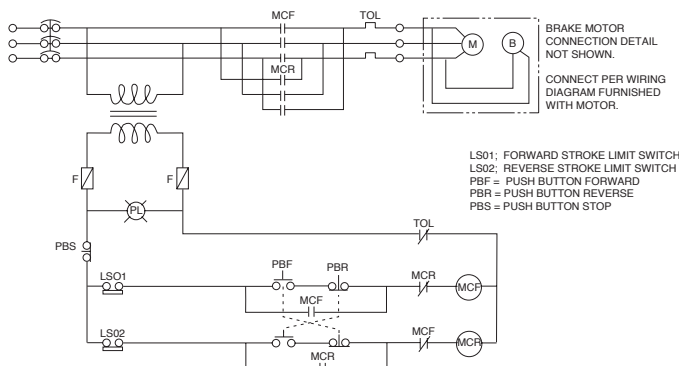 MCF TOL
BRAKE MOTOR
CONNECTION DETAIL
NOT SHOWN.
M B
MCR
CONNECT PER WIRING
DIAGRAM FURNISHED
WITH MOTOR.
LS01; FORWARD STROKE LIMIT SWITCH
LS02; REVERSE STROKE LIMIT SWITCH
PBF = PUSH BUTTON FORWARD
PBR = PUSH BUTTON REVERSE
PBS = PUSH BUTTON STOP
F F
PL
TOL
PBS
LSO1 PBF PBR MCR
MCF
MCF
LS02 MCF
MCR
MCR